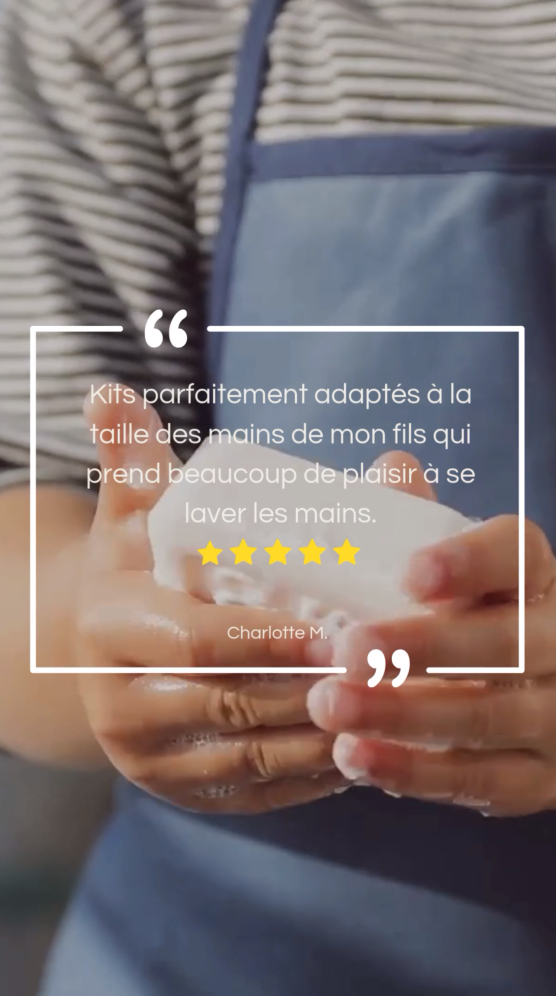 “
Kits parfaitement adaptés à la
taille des mains de mon fils qui
prend beaucoup de plaisir à se
laver les mains.
Charlotte M.
”